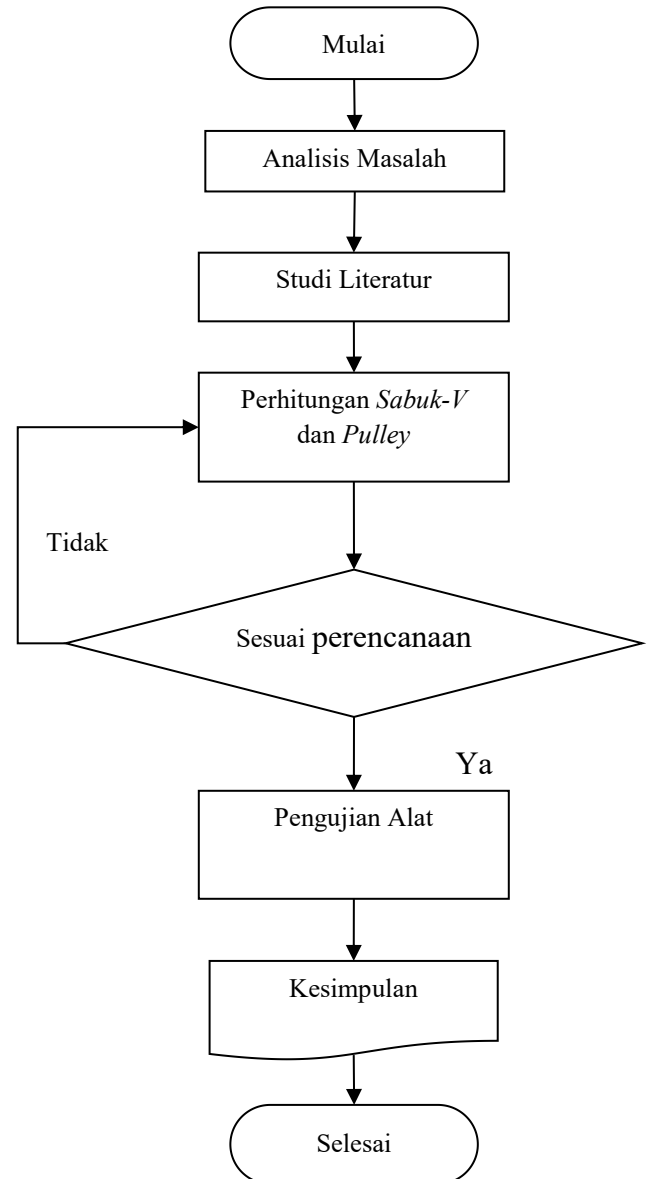 Mulai
Analisis Masalah
Studi Literatur
Perhitungan Sabuk-V
dan Pulley
Tidak
Sesuai perencanaan
Ya
Pengujian Alat
Kesimpulan
Selesai